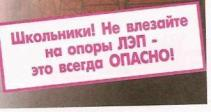 Школьники! Не влезайте
на опоры ЛЭП -
это всегда ОПАСНО!